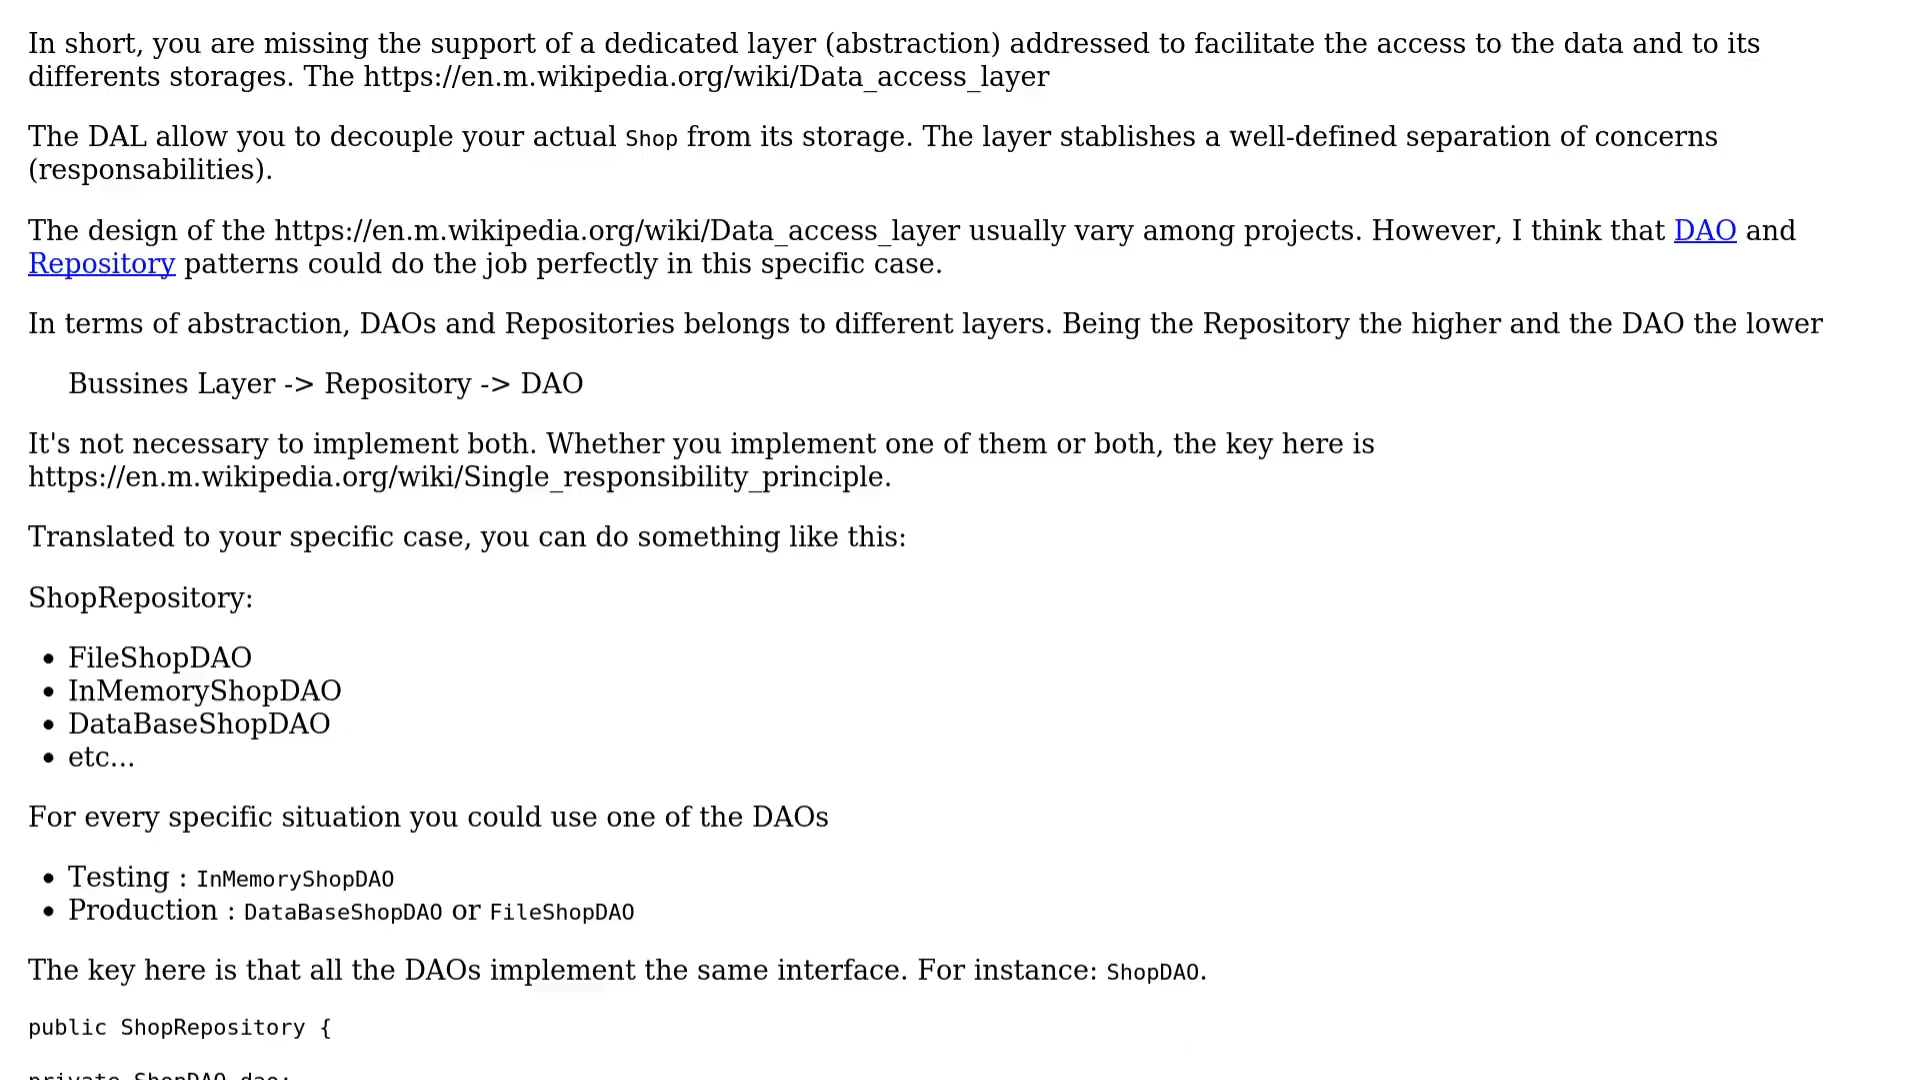 In short, you are missing the support of a dedicated layer (abstraction) addressed to facilitate the access to the data and to its
differents storages. The https://en.m.wikipedia.org/wiki/Data_access_layer
The DAL allow you to decouple your actual Shop from its storage. The layer stablishes a well-defined separation of concerns
(responsabilities).
The design of the https://en.m.wikipedia.org/wiki/Data_access_layer usually vary among projects. However, I think that DAO and
Repository patterns could do the job perfectly in this specific case.
In terms of abstraction, DAOs and Repositories belongs to different layers. Being the Repository the higher and the DAO the lower
Bussines Layer -> Repository -> DAO
It's not necessary to implement both. Whether you implement one of them or both, the key here is
https://en.m.wikipedia.org/wiki/Single_responsibility_principle.
Translated to your specific case, you can do something like this:
ShopRepository:
• FileShopDAO
• InMemoryShopDAO
• DataBaseShopDAO
• etc...
For every specific situation you could use one of the DAOs
• Testing : InMemoryShopDAO
• Production : DataBaseShopDAO or FileShopDAO
The key here is that all the DAOs implement the same interface. For instance: ShopDAO.
public ShopRepository {
private ShopDAO dao;